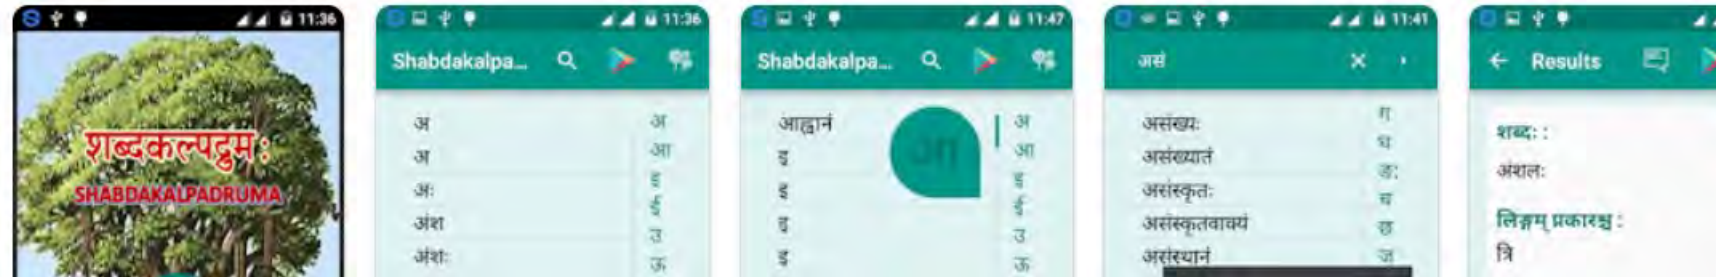 11:36
शब्दकल्पद्रुमः
SHABDAKALPADRUMA
11:36
Shabdakalpa...
अ
अ
अः
अंश
अंशः
अ
आ
इ
ई
उ
ऊ
11:47
Shabdakalpa...
आह्वानं
इ
इ
इ
इ
आ
अ
आ
इ
ई
उ
ऊ
11:41
असं
असंख्यः
असंख्यातं
असंस्कृतः
असंस्कृतवाक्यं
असंस्थानं
ग
घ
ङ
च
छ
ज
Results
शब्दः :
अंशलः
लिङ्गम् प्रकारश्च :
त्रि